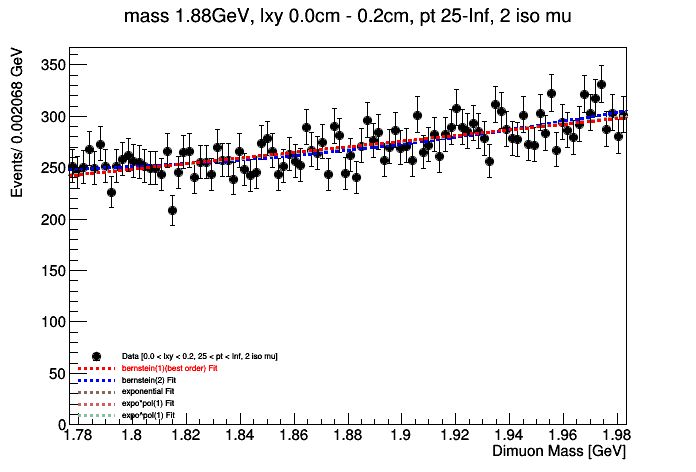 mass 1.88GeV, lxy 0.0cm - 0.2cm, pt 25-Inf, 2 iso mu
Events/ 0.002068 GeV
350
300
250
200
150
100
50
0
Data [0.0 < lxy < 0.2, 25 < pt < Inf, 2 iso mu]
bernstein(1)(best order) Fit
bernstein(2) Fit
exponential Fit
expo*pol(1) Fit
expo^pol(1) Fit
1.78 1.8 1.82 1.84 1.86 1.88 1.9 1.92 1.94 1.96 1.98
Dimuon Mass [GeV]